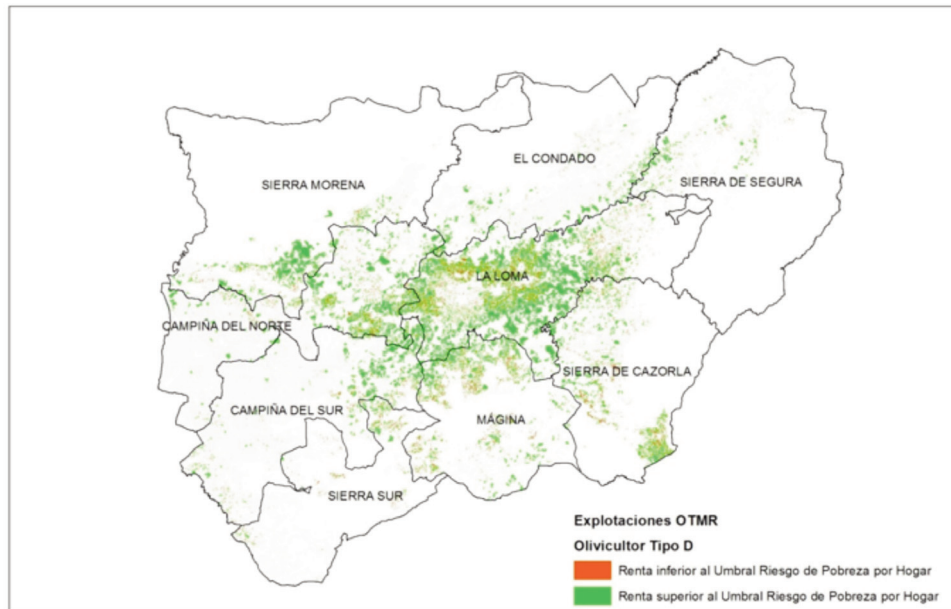 EL CONDADO
SIERRA MORENA
SIERRA DE SEGURA
LA LOMA
CAMPIÑA DEL NORTE
SIERRA DE CAZORLA
CAMPIÑA DEL SUR
MÁGINA
SIERRA SUR
Explotaciones OTMR
Olivicultor Tipo D
Renta inferior al Umbral Riesgo de Pobreza por Hogar
Renta superior al Umbral Riesgo de Pobreza por Hogar